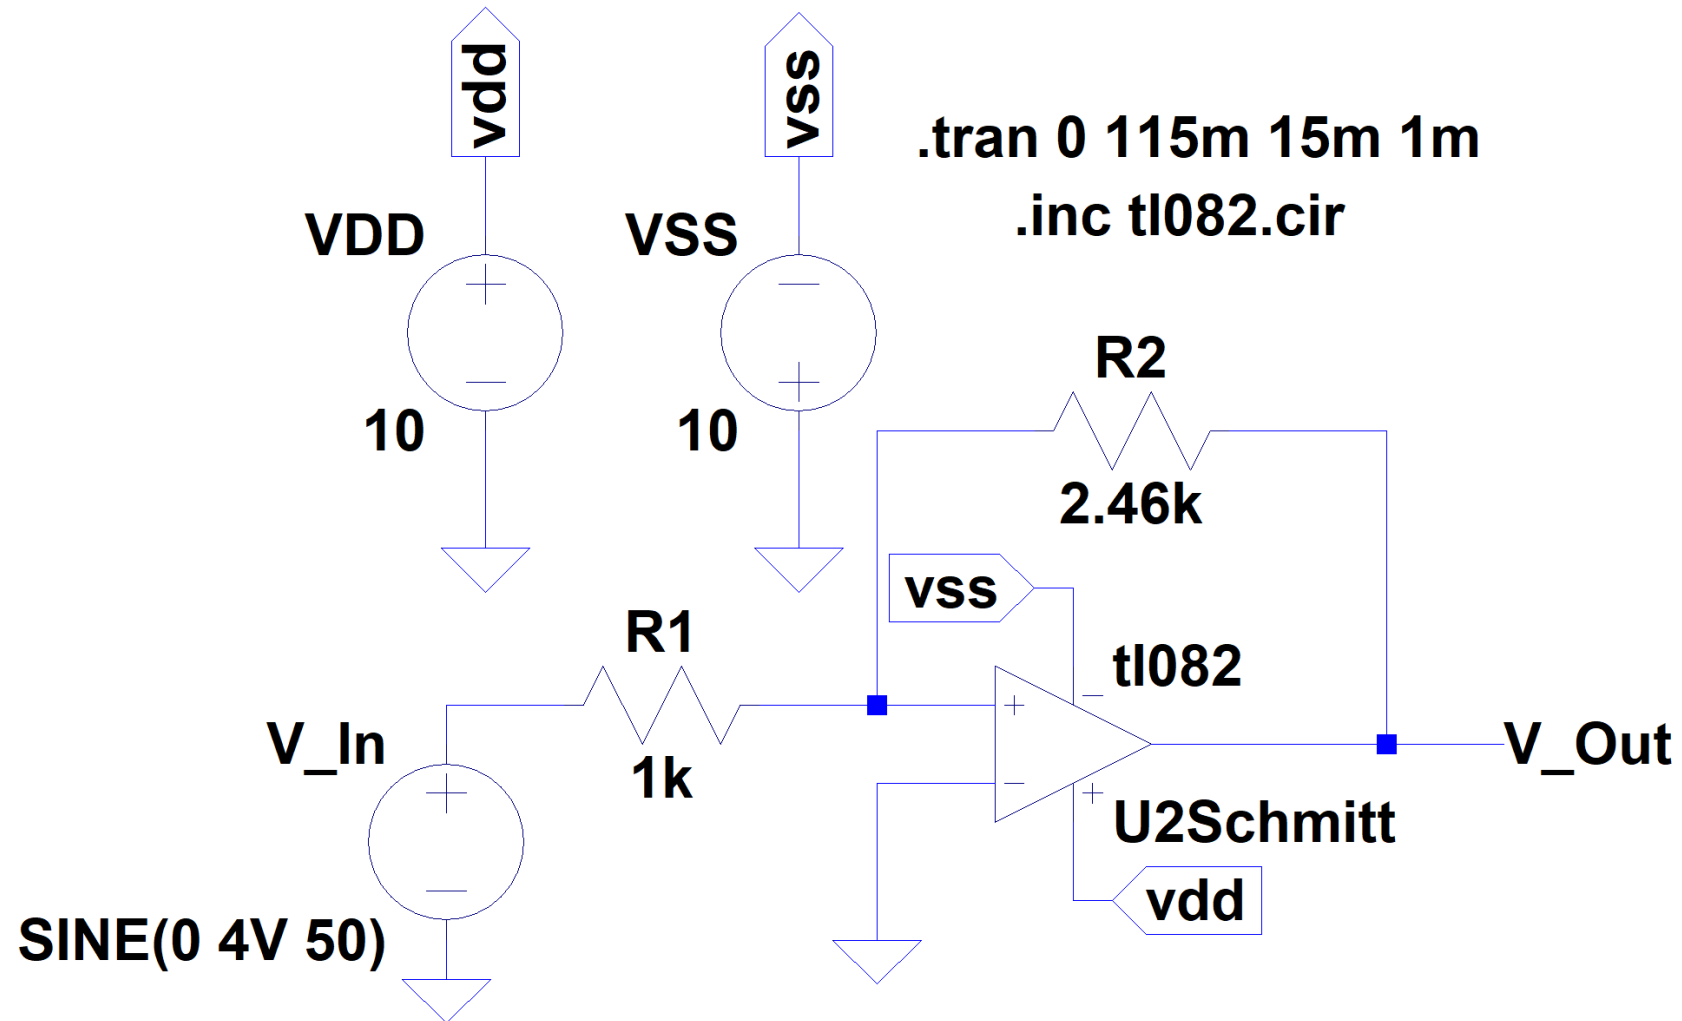 vdd
vss
.tran 0 115m 15m 1m
.inc tl082.cir
VDD
10
VSS
10
R2
2.46k
vss
R1
1k
tl082
V_In
V_Out
U2Schmitt
vdd
SINE(0 4V 50)